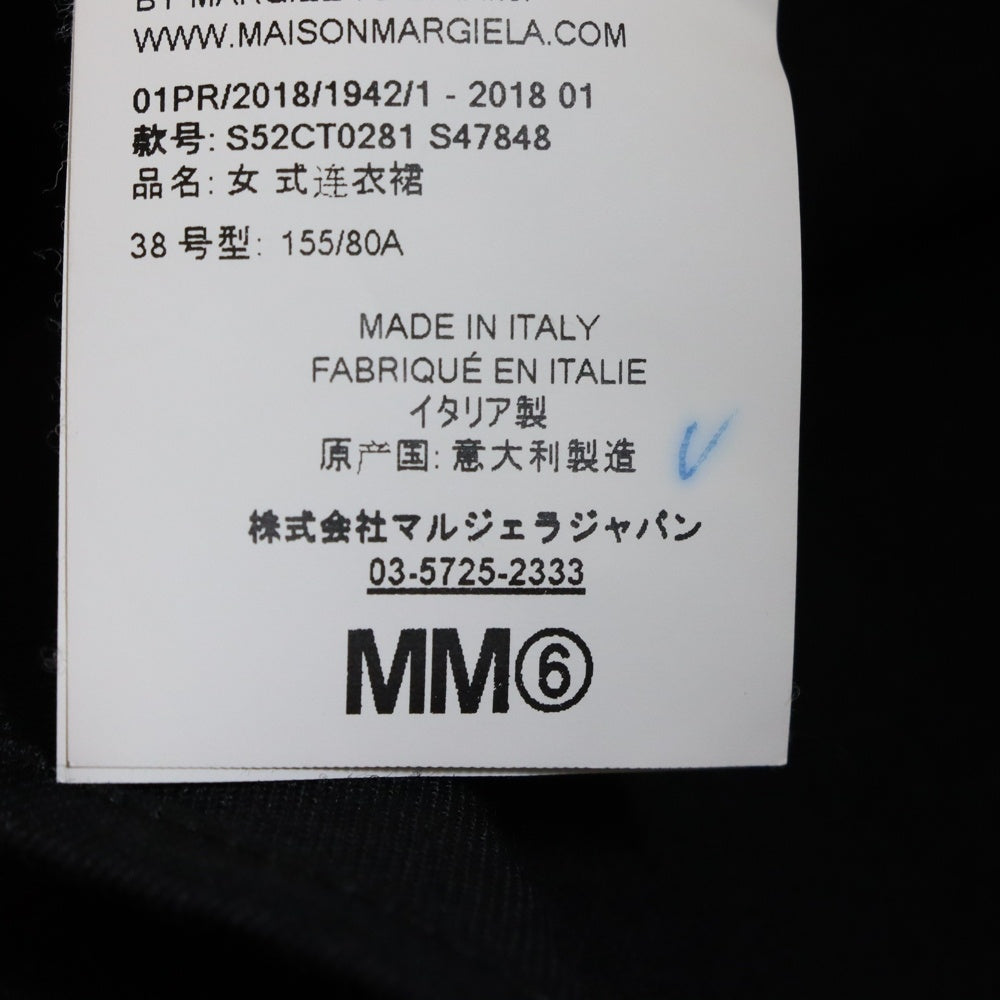 WWW.MAISONMARGIELA.COM
01PR/2018/1942/1 - 2018 01
款号: S52CT0281 S47848
品名: 女 式连衣裙
38 号型: 155/80A
MADE IN ITALY
FABRIQUÉ EN ITALIE
イタリア製
原产国: 意大利製造
株式会社マルジェラジャパン
03-5725-2333
MM⑥